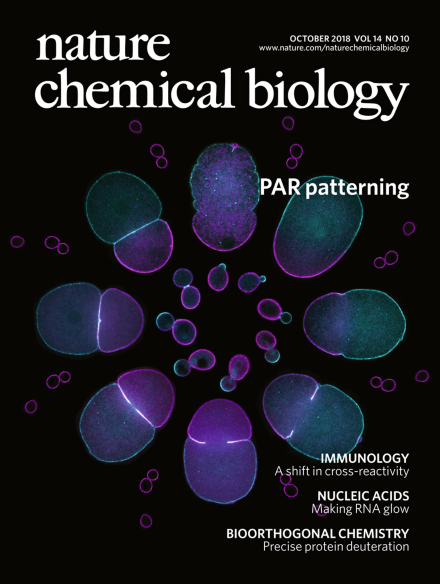 nature
chemical biology
OCTOBER 2018 VOL 14 NO 10
www.nature.com/naturechemicalbiology
PAR patterning
IMMUNOLOGY
A shift in cross-reactivity
NUCLEIC ACIDS
Making RNA glow
BIOORTHOGONAL CHEMISTRY
Precise protein deuteration